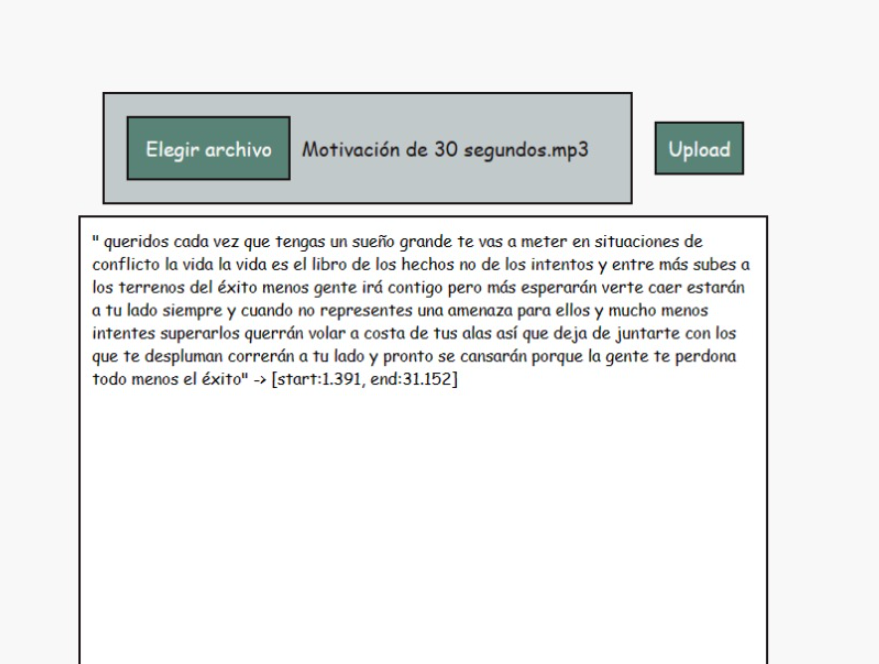 Elegir archivo Motivación de 30 segundos.mp3 Upload
" queridos cada vez que tengas un sueño grande te vas a meter en situaciones de
conflicto la vida la vida es el libro de los hechos no de los intentos y entre más subes a
los terrenos del éxito menos gente irá contigo pero más esperarán verte caer estarán
a tu lado siempre y cuando no representes una amenaza para ellos y mucho menos
intentes superarlos querrán volar a costa de tus alas así que deja de juntarte con los
que te despluman correrán a tu lado y pronto se cansarán porque la gente te perdona
todo menos el éxito" -> [start:1.391, end:31.152]